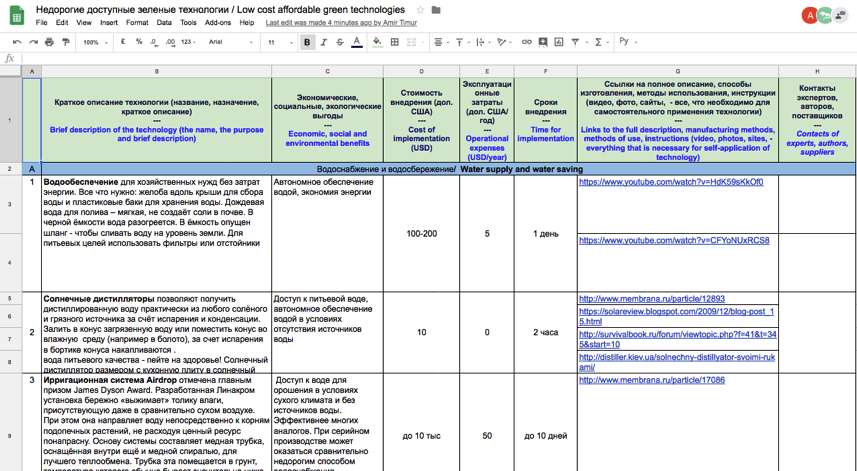 Недорогие доступные зеленые технологии / Low cost affordable green technologies
File Edit View Insert Format Data Tools Add-ons Help Last edit was made 4 minutes ago by Amir Timur
A
100% £ % .0 .00 123 Arial 11 B I S A Σ Py
fx
A B C D E F G H
1
Краткое описание технологии (название, назначение,
краткое описание)
---
Brief description of the technology (the name, the purpose
and brief description)
Экономические,
социальные, экологические
выгоды
---
Economic, social and
environmental benefits
Стоимость
внедрения (дол.
США)
---
Cost of
implementation
(USD)
Эксплуатаци
онные
затраты
(дол. США/
год)
---
Operational
expenses
(USD/year)
Сроки
внедрения
---
Time for
implementation
Ссылки на полное описание, способы
изготовления, методы использования, инструкции
(видео, фото, сайты, - все, что необходимо для
самостоятельного применения технологии)
---
Links to the full description, manufacturing methods,
methods of use, instructions (video, photos, sites, -
everything that is necessary for self-application of
technology)
Контакты
экспертов,
авторов,
поставщиков
---
Contacts of
experts, authors,
suppliers
2 A Водоснабжение и водосбережение/ Water supply and water saving
3
4
1
Водообеспечение для хозяйственных нужд без затрат
энергии. Все что нужно: желоба вдоль крыши для сбора
воды и пластиковые баки для хранения воды. Дождевая
вода для полива – мягкая, не создаёт соли в почве. В
черной ёмкости вода разогреется. В ёмкость опущен
шланг - чтобы сливать воду на уровень земли. Для
питьевых целей использовать фильтры или отстойники
Автономное обеспечение
водой, экономия энергии
100-200
5
1 день
https://www.youtube.com/watch?v=HdK59sKkOf0
https://www.youtube.com/watch?v=CFYoNUxRCS8
5
6
7
8
2
Солнечные дистилляторы позволяют получить
дистиллированную воду практически из любого солёного
и грязного источника за счёт испарения и конденсации.
Залить в конус загрязненную воду или поместить конус во
влажную среду (например в болото), за счет испарения
в бортике конуса накапливаются .
вода питьевого качества - пейте на здоровье! Солнечный
дистиллятор размером с кухонную плиту в солнечный
Доступ к питьевой воде,
автономное обеспечение
водой в условиях
отсутствия источников
воды
10
0
2 часа
http://www.membrana.ru/particle/12893
https://solareview.blogspot.com/2009/12/blog-post_1
5.html
http://survivalbook.ru/forum/viewtopic.php?f=41&t=34
5&start=10
http://distiller.kiev.ua/solnechny-distillyator-svoimi-ruk
ami/
9
3
Ирригационная система Airdrop отмечена главным
призом James Dyson Award. Разработанная Линакром
установка бережно «выжимает» толику влаги,
присутствующую даже в сравнительно сухом воздухе.
При этом она направляет воду непосредственно к корням
подопечных растений, не расходуя ценный ресурс
понапрасну. Основу системы составляет медная трубка,
оснащённая внутри ещё и медной спиралью, для
лучшего теплообмена. Трубка эта помещается в грунт,
Доступ к воде для
орошения в условиях
сухого климата и без
источников воды.
Эффективнее многих
аналогов. При серийном
производстве может
оказаться сравнительно
недорогим способом
до 10 тыс
50
до 10 дней
http://www.membrana.ru/particle/17086